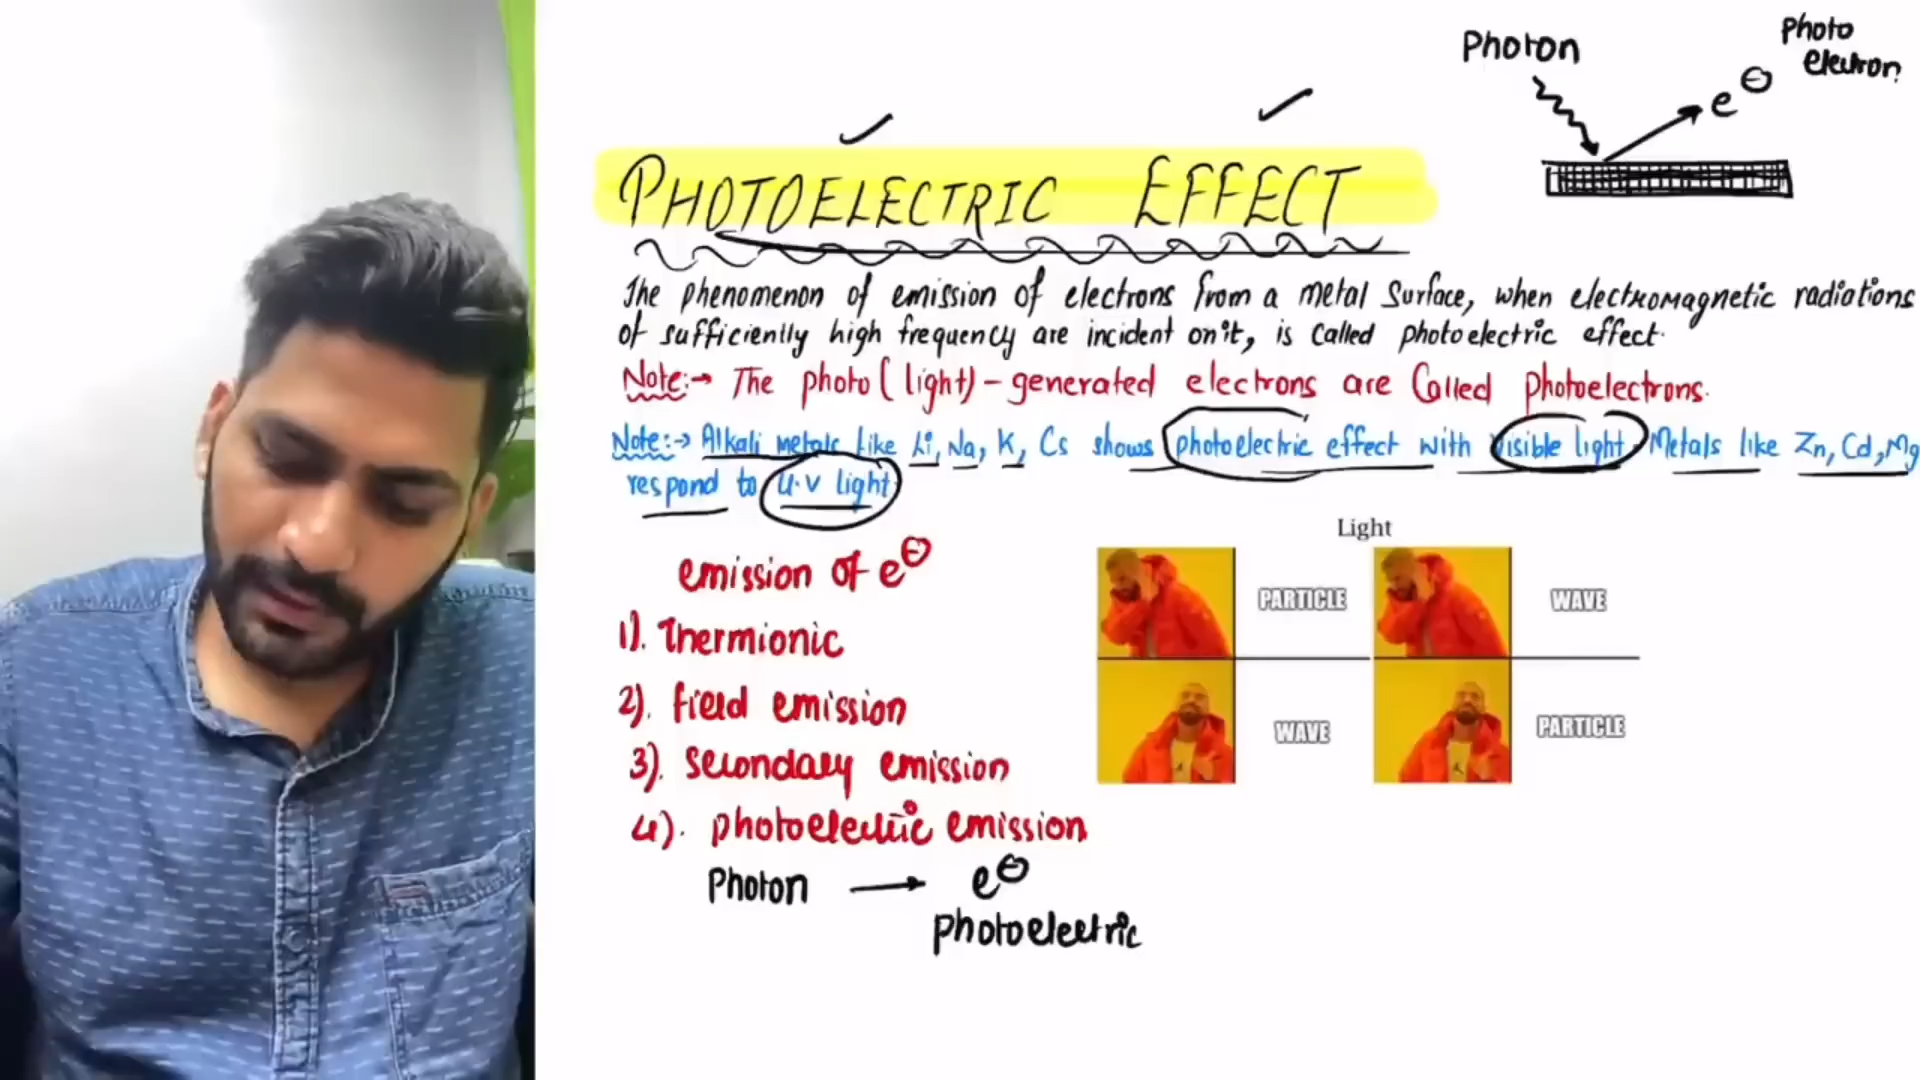 Photon
Photo
electron
e⊖
PHOTOELECTRIC EFFECT
The phenomenon of emission of electrons from a metal surface, when electromagnetic radiations
of sufficiently high frequency are incident on it, is called photoelectric effect.
Note:→ The photo (light)-generated electrons are Called Photoelectrons.
Note:→ Alkali metals like Li, Na, K, Cs shows photoelectric effect with visible light. Metals like Zn, Cd, Mg
respond to U.V light
Light
emission of e⊖
1). Thermionic
2). field emission
3). Secondary emission
4). photoelectric emission
Photon → e⊖
photoelectric
PARTICLE
WAVE
WAVE
PARTICLE